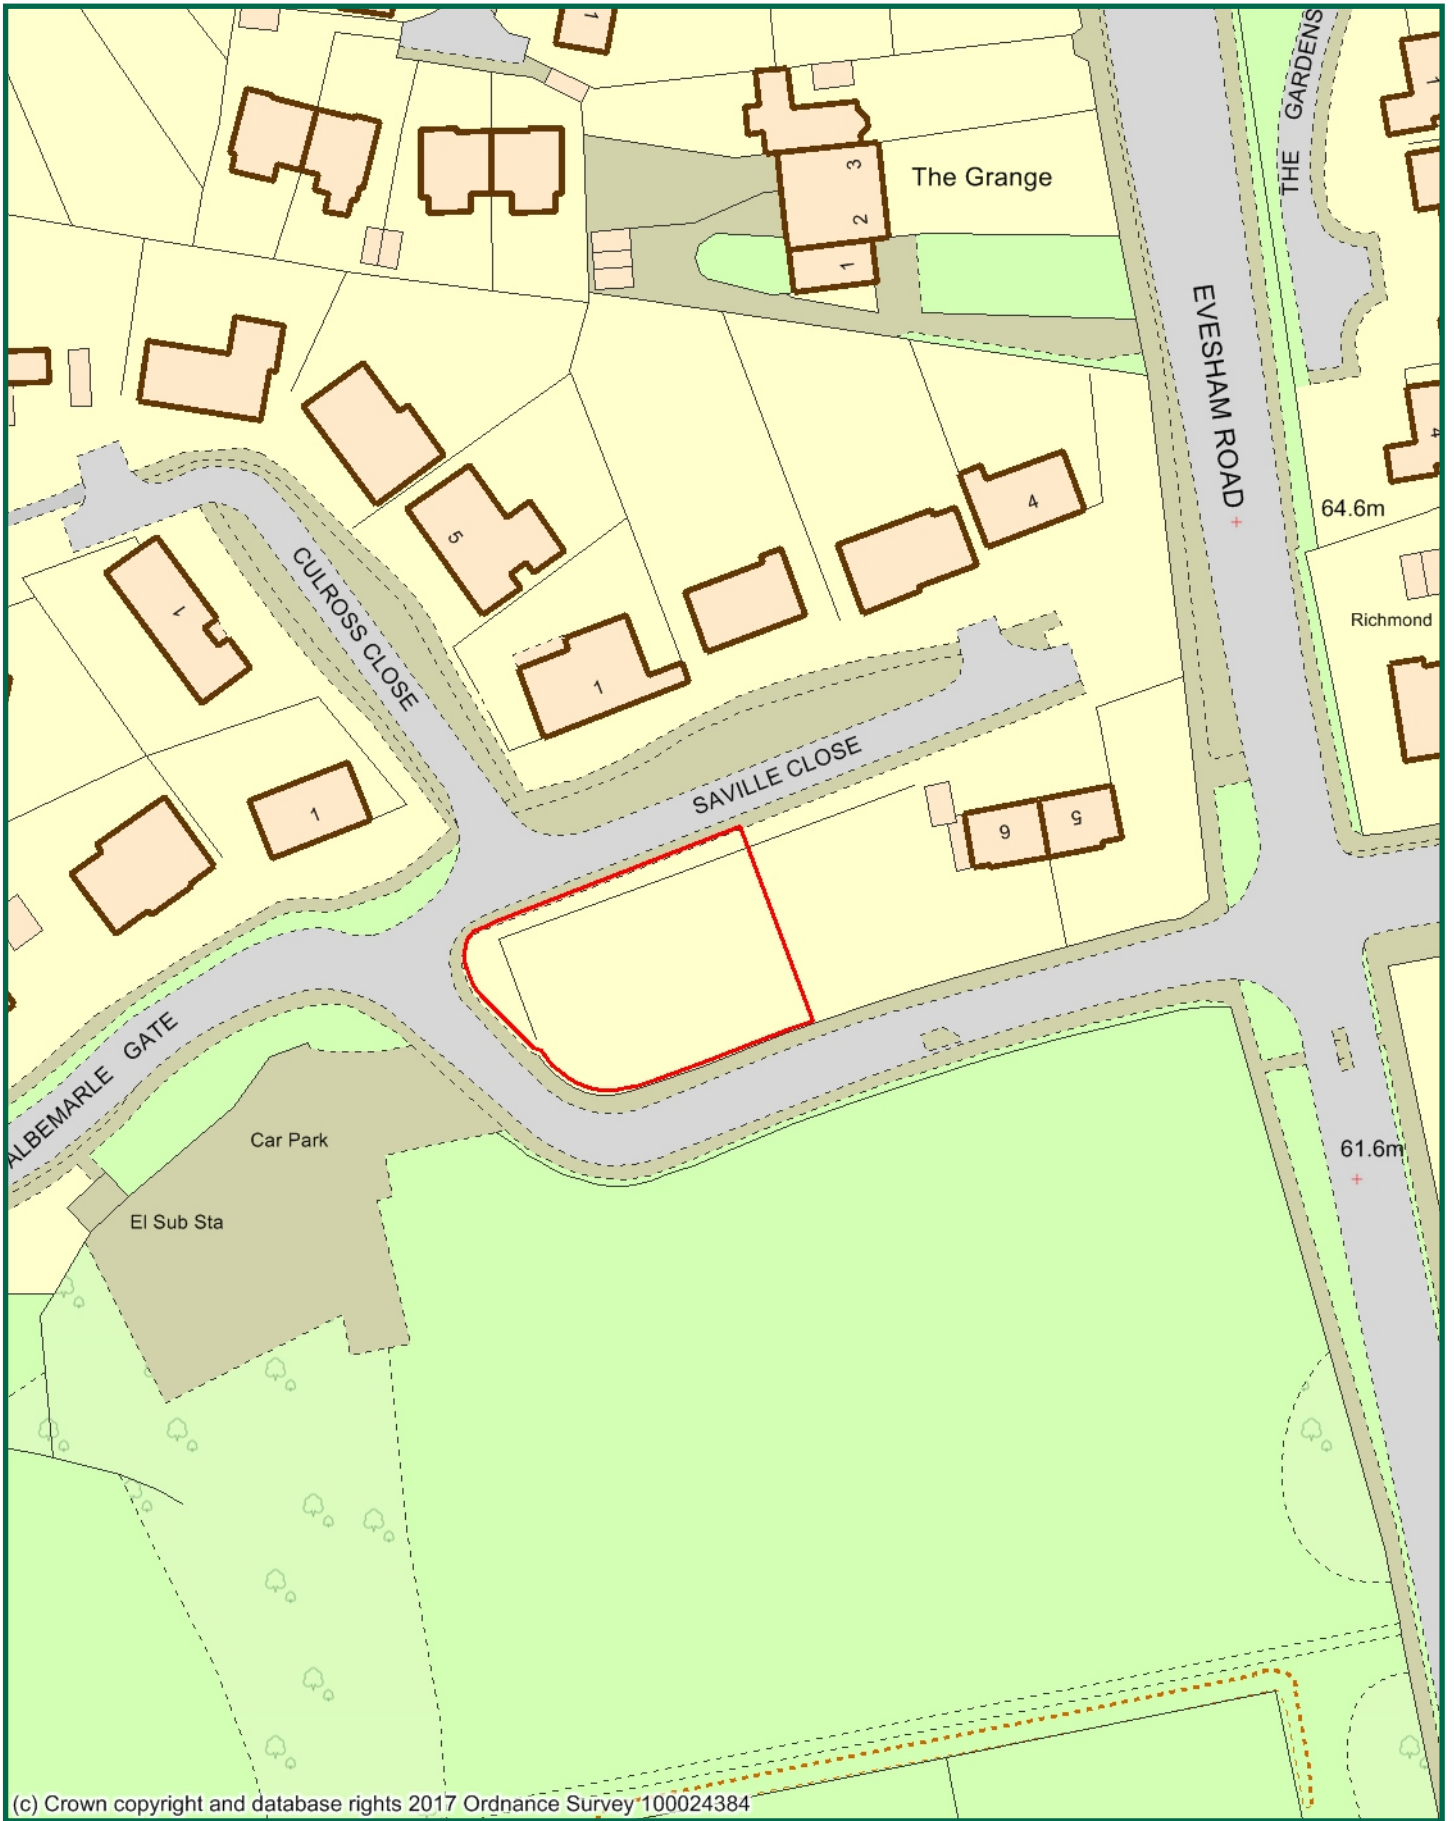 1
THE GARDENS
1
3
The Grange
2
1
EVESHAM ROAD
4
4
64.6m
5
CULROSS CLOSE
1
Richmond
1
SAVILLE CLOSE
1
6
5
ALBEMARLE GATE
Car Park
61.6m
El Sub Sta
(c) Crown copyright and database rights 2017 Ordnance Survey 100024384